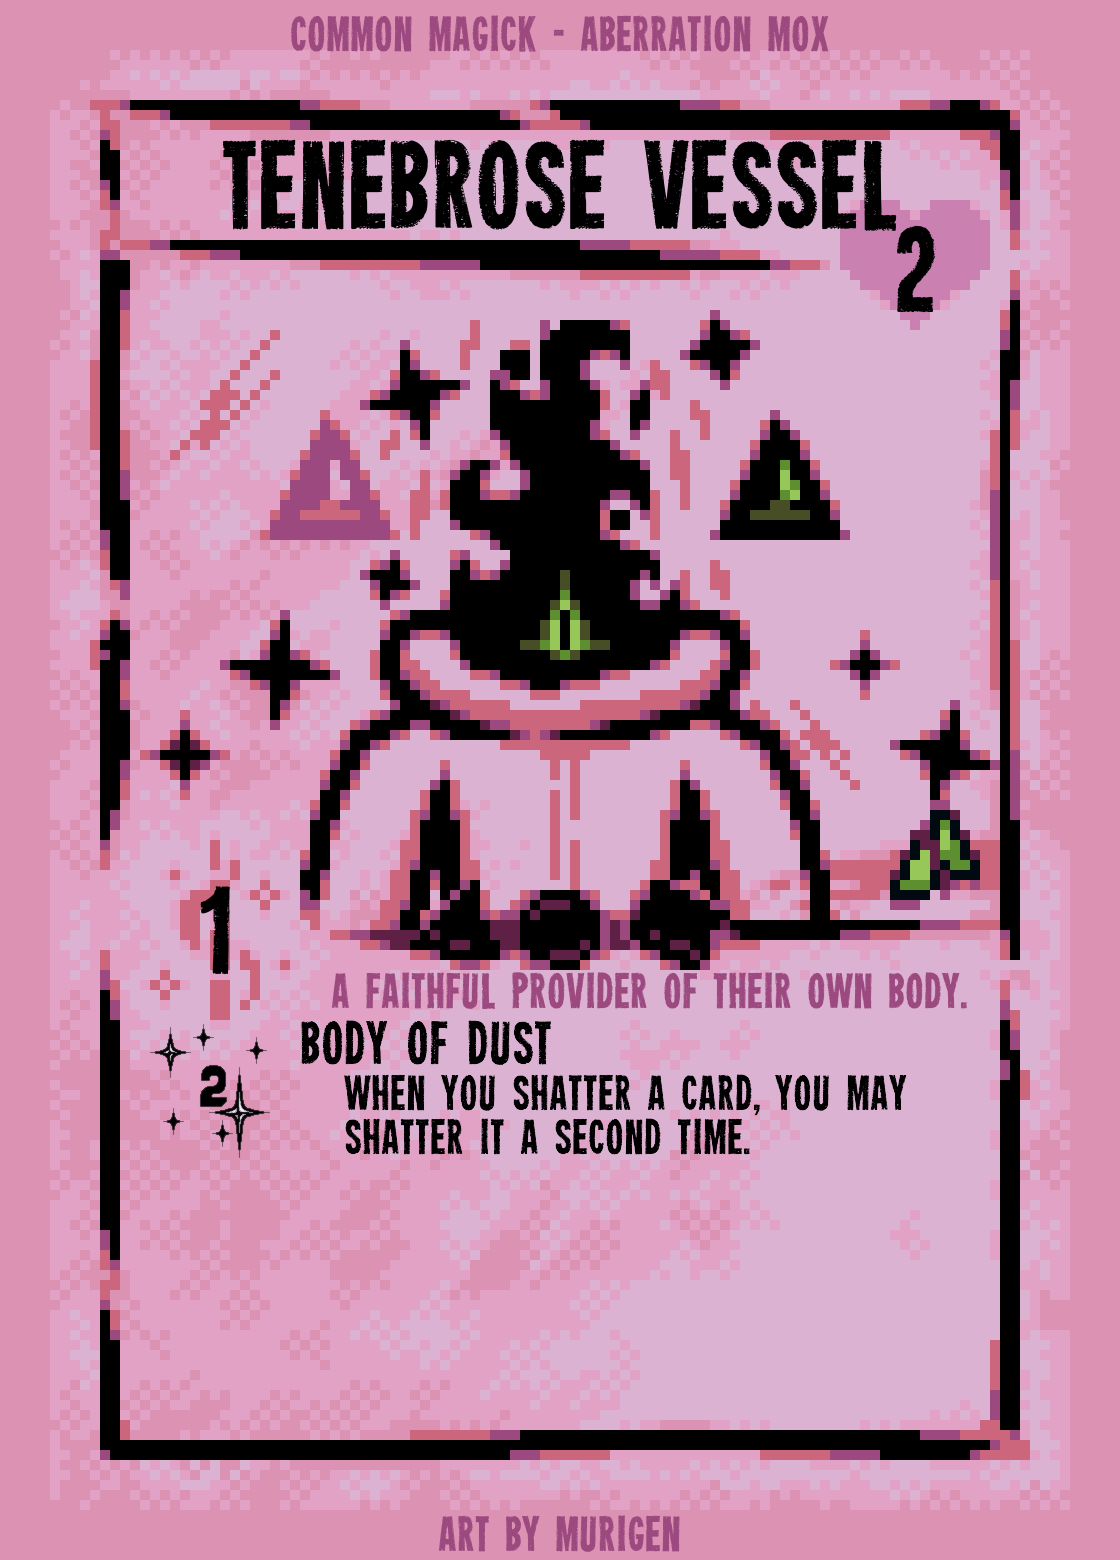 COMMON MAGICK - ABERRATION MOX
TENEBROSE VESSEL
2
1
A FAITHFUL PROVIDER OF THEIR OWN BODY.
BODY OF DUST
2
WHEN YOU SHATTER A CARD, YOU MAY
SHATTER IT A SECOND TIME.
ART BY MURIGEN